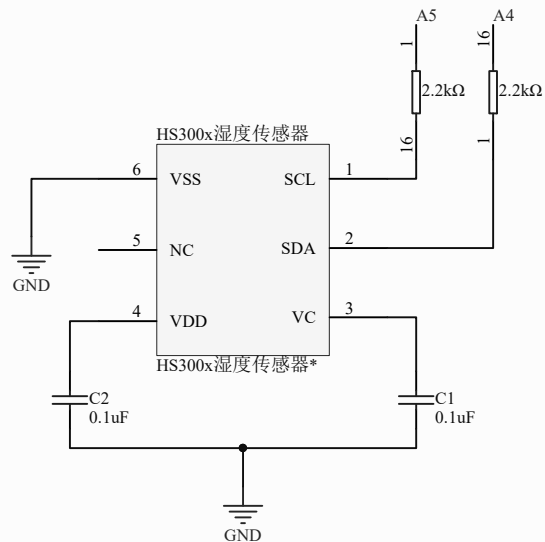 A5
A4
1
16
2.2kΩ
2.2kΩ
16
1
HS300x湿度传感器
6
VSS
SCL
1
5
NC
SDA
2
GND
4
VDD
VC
3
HS300x湿度传感器*
C2
0.1uF
C1
0.1uF
GND